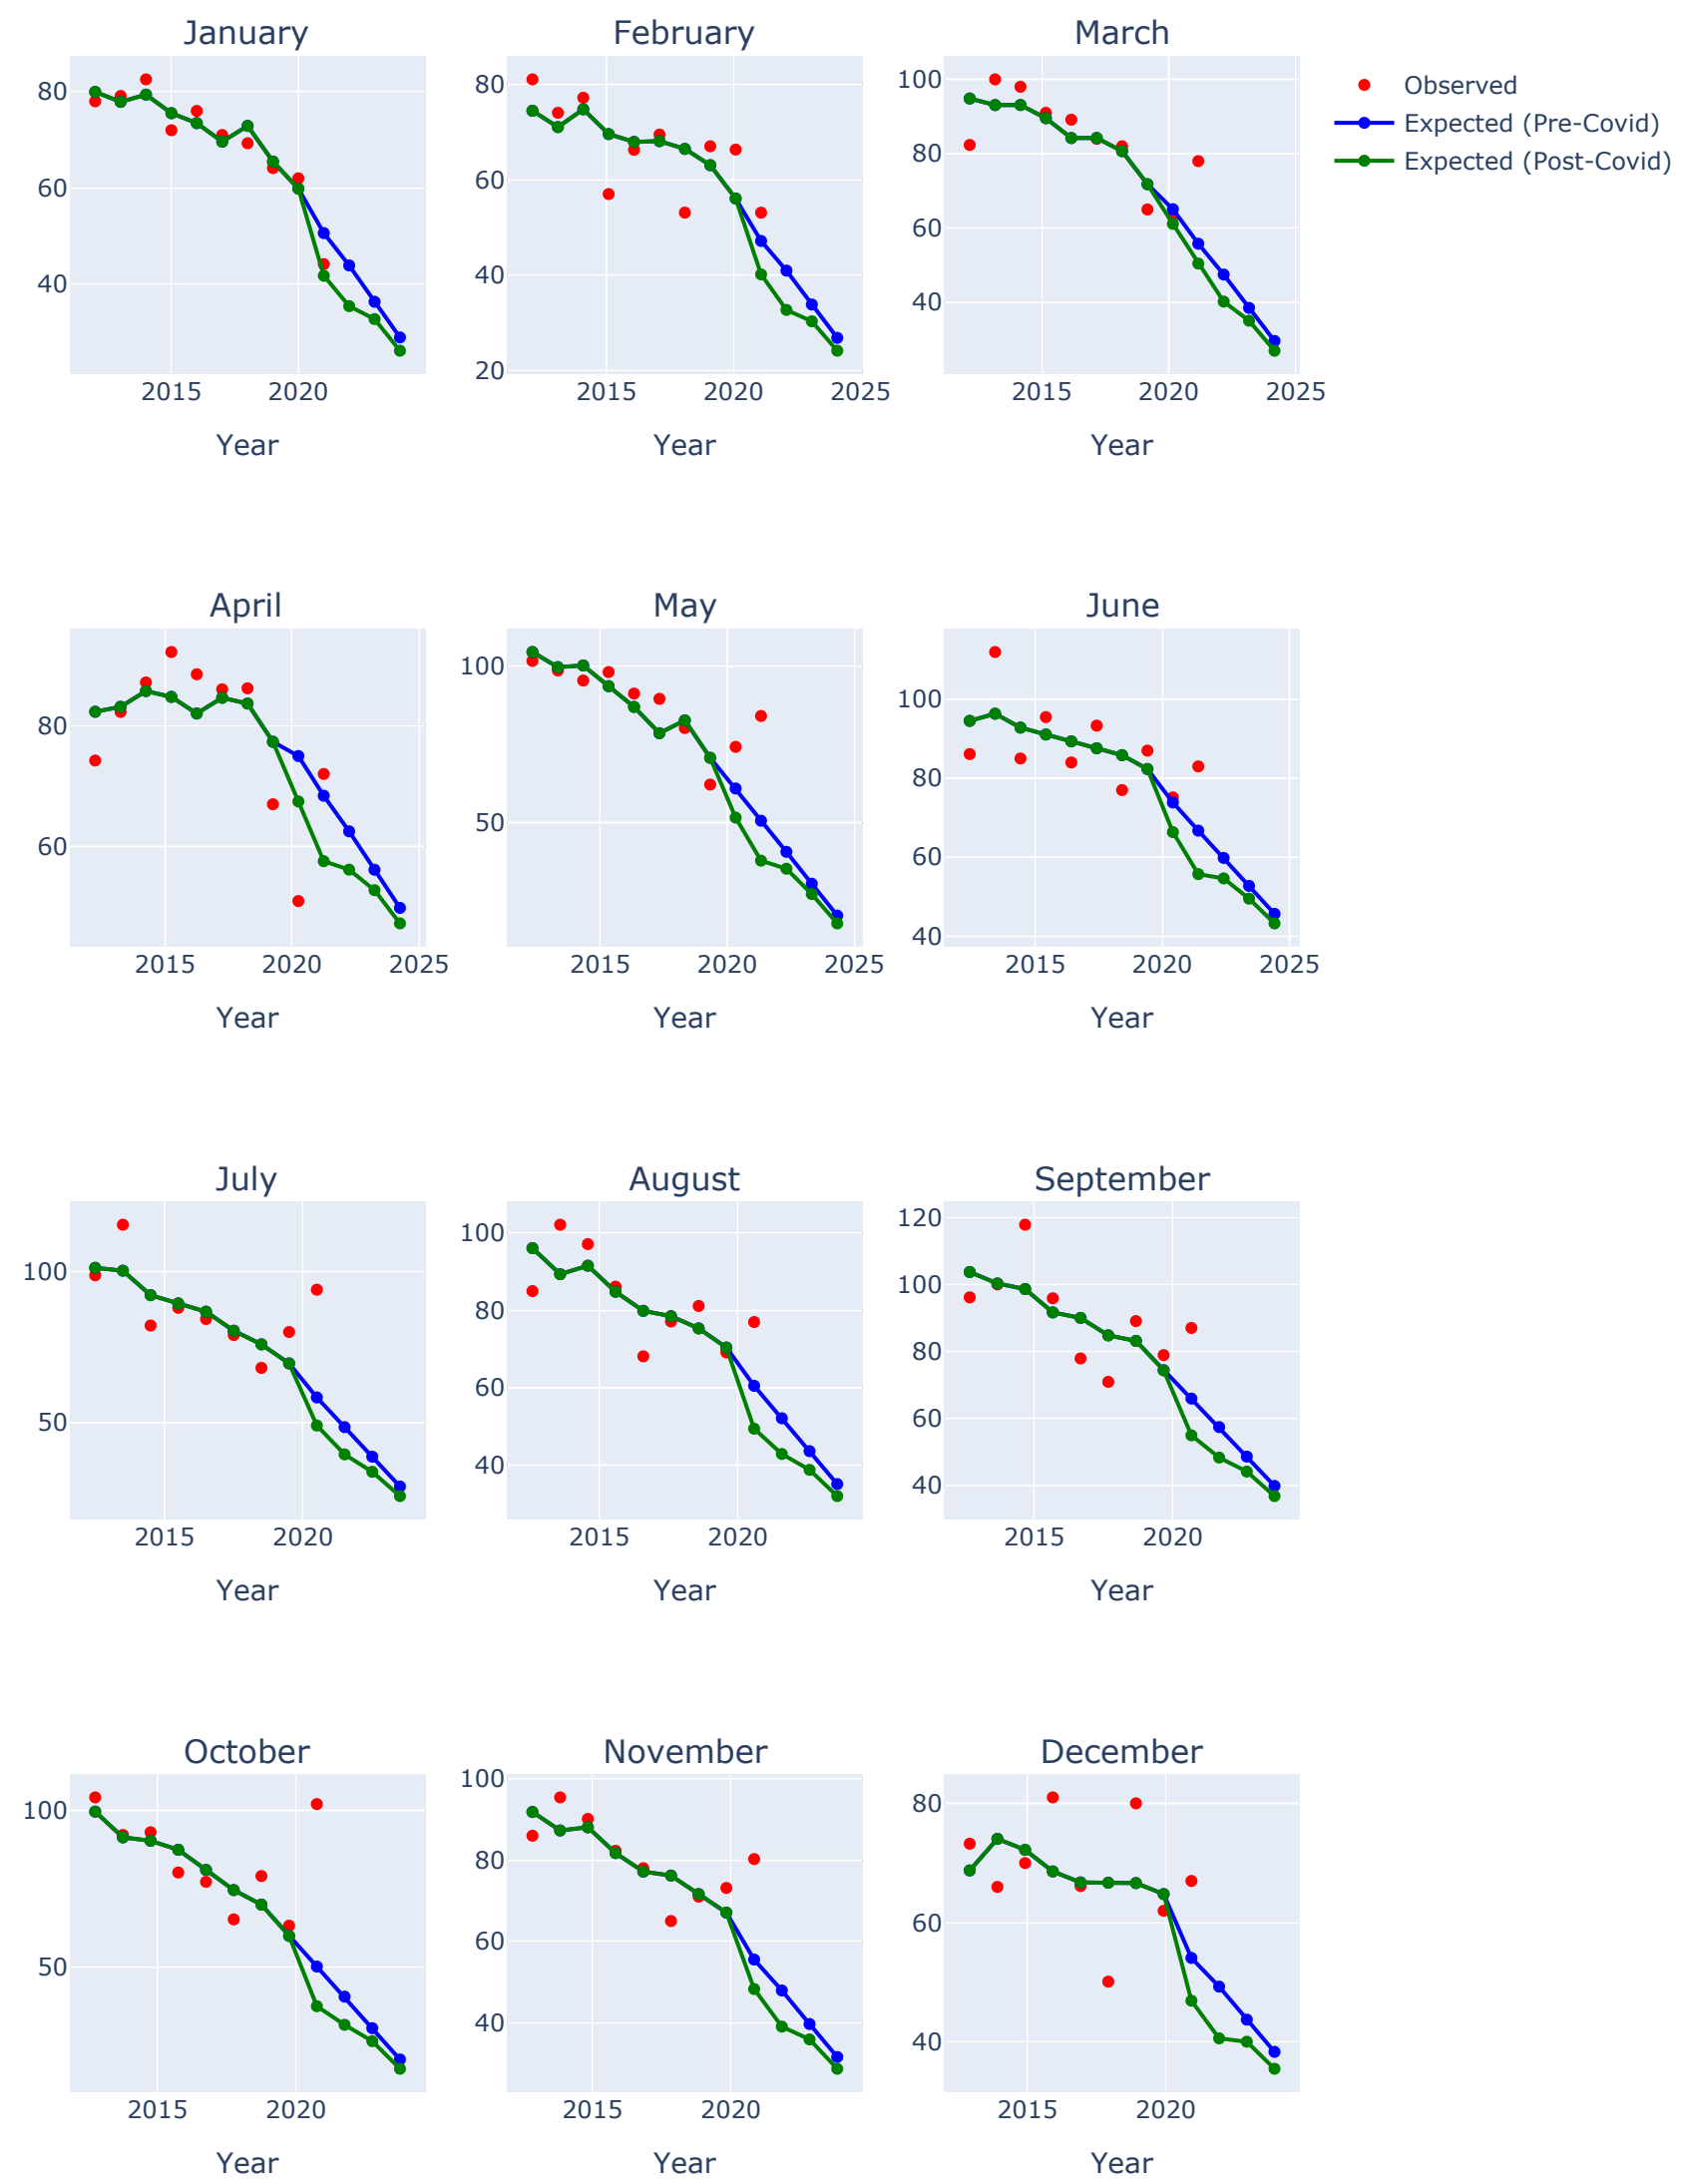 January
February
March
80
60
40
2015
2020
Year
80
60
40
20
2015
2020
2025
Year
100
80
60
40
2015
2020
2025
Year
Observed
Expected (Pre-Covid)
Expected (Post-Covid)
April
May
June
80
60
2015
2020
2025
Year
100
50
2015
2020
2025
Year
100
80
60
40
2015
2020
2025
Year
July
August
September
100
50
2015
2020
Year
100
80
60
40
2015
2020
Year
120
100
80
60
40
2015
2020
Year
October
November
December
100
50
2015
2020
Year
100
80
60
40
2015
2020
Year
80
60
40
2015
2020
Year